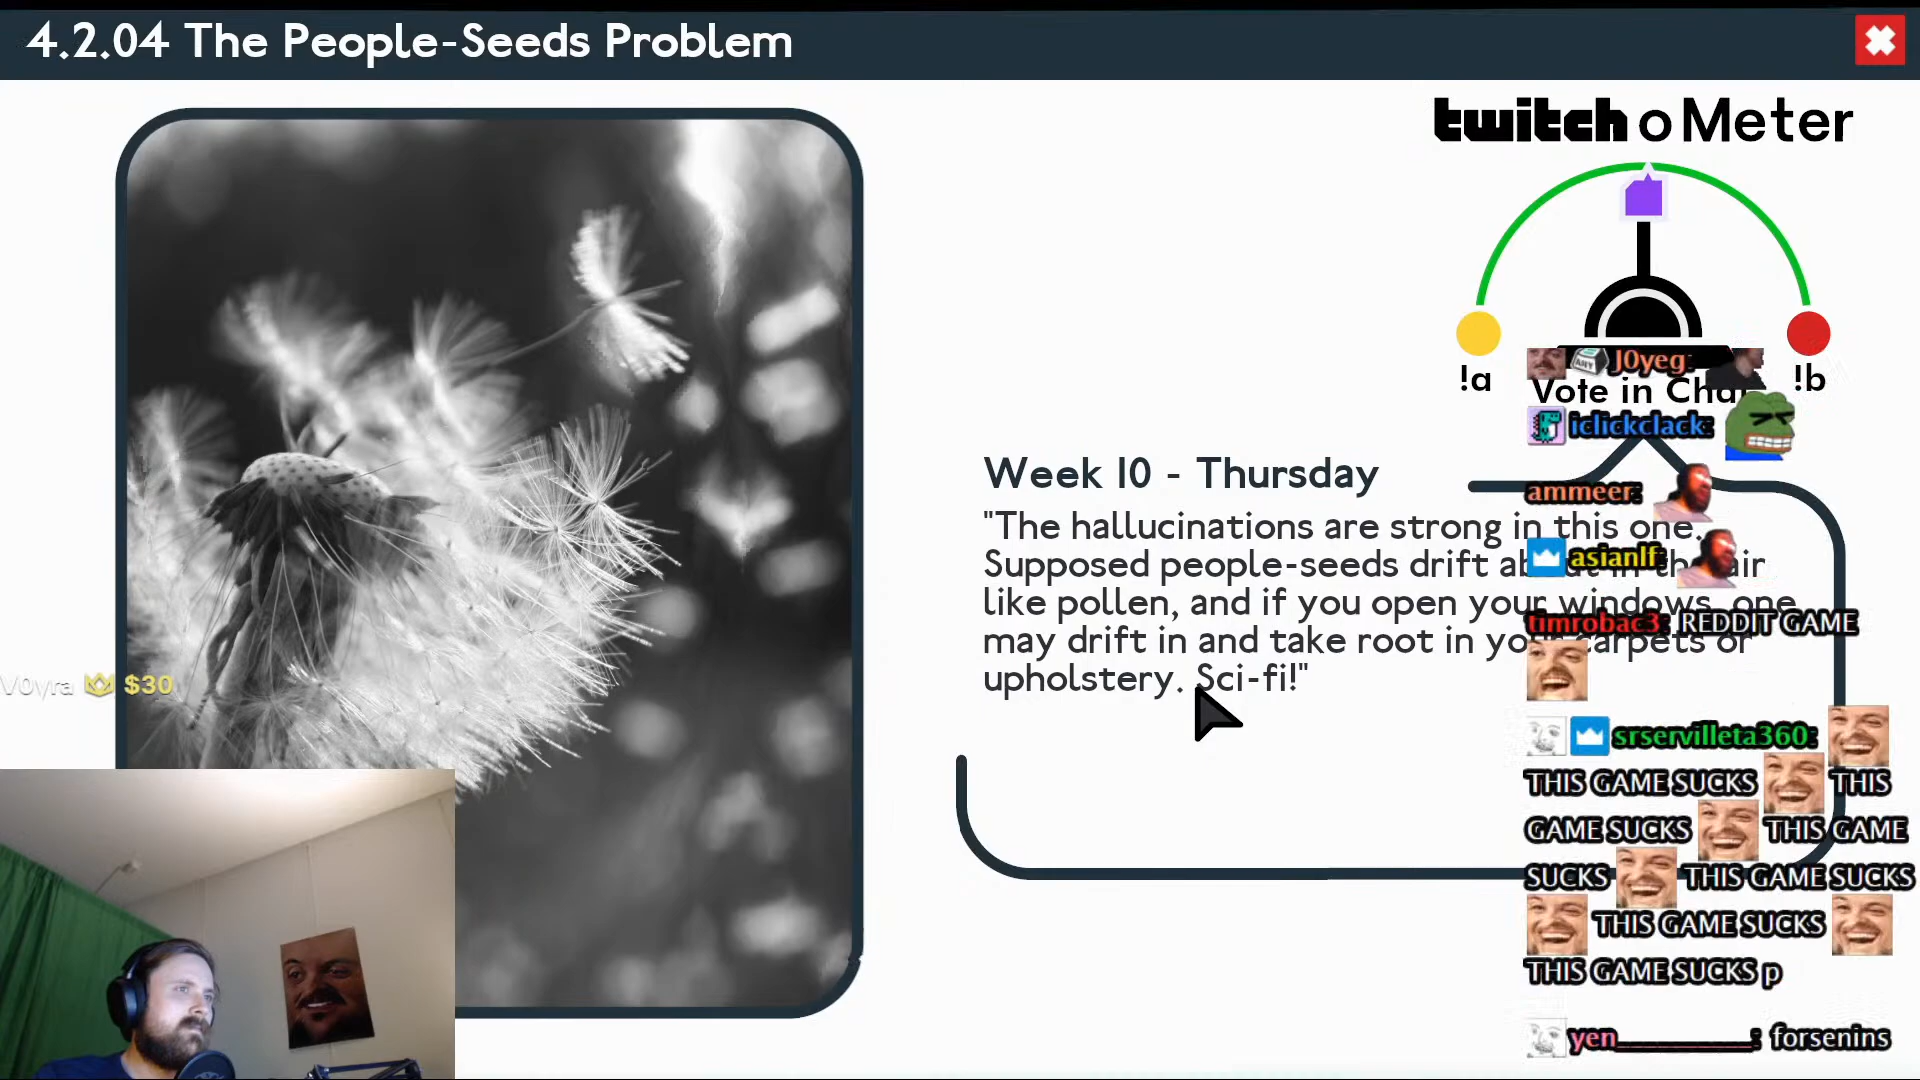 4.2.04 The People-Seeds Problem
twitch o Meter
!a
Vote in Chat
!b
Week 10 - Thursday
"The hallucinations are strong in this one.
Supposed people-seeds drift about in the air
like pollen, and if you open your windows, one
may drift in and take root in your carpets or
upholstery. Sci-fi!"
V0yra $30
ANY J0yeg:
iclickclack:
ammeer:
asianlf:
timrobac3: REDDIT GAME
srservilleta360:
THIS GAME SUCKS THIS
GAME SUCKS THIS GAME
SUCKS THIS GAME SUCKS
THIS GAME SUCKS
THIS GAME SUCKS p
yen__________: forsenins